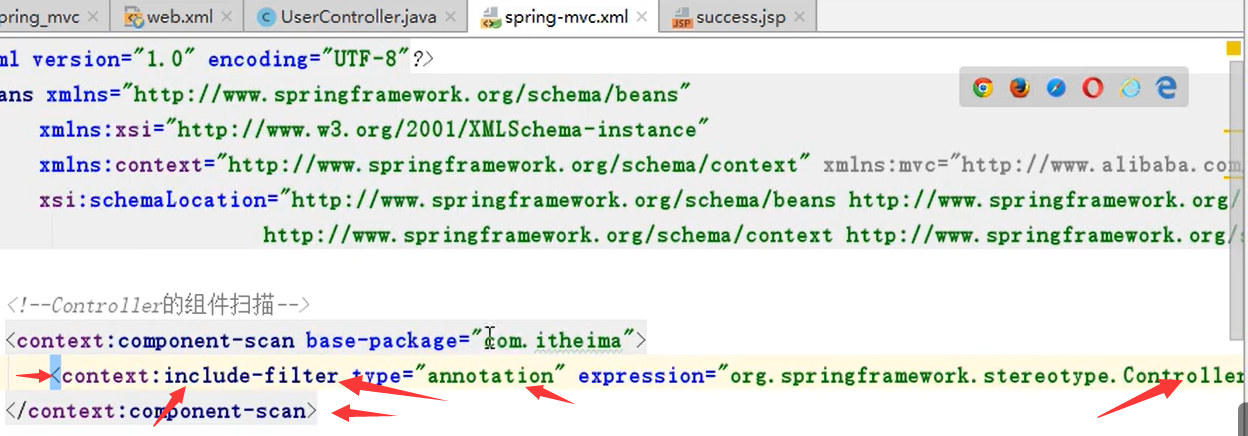 pring_mvc web.xml UserController.java spring-mvc.xml success.jsp
ml version="1.0" encoding="UTF-8"?>
ans xmlns="http://www.springframework.org/schema/beans"
xmlns:xsi="http://www.w3.org/2001/XMLSchema-instance"
xmlns:context="http://www.springframework.org/schema/context" xmlns:mvc="http://www.alibaba.com
xsi:schemaLocation="http://www.springframework.org/schema/beans http://www.springframework.org/
http://www.springframework.org/schema/context http://www.springframework.org/s
<!--Controller的组件扫描-->
<context:component-scan base-package="com.itheima">
<context:include-filter type="annotation" expression="org.springframework.stereotype.Controller
</context:component-scan>